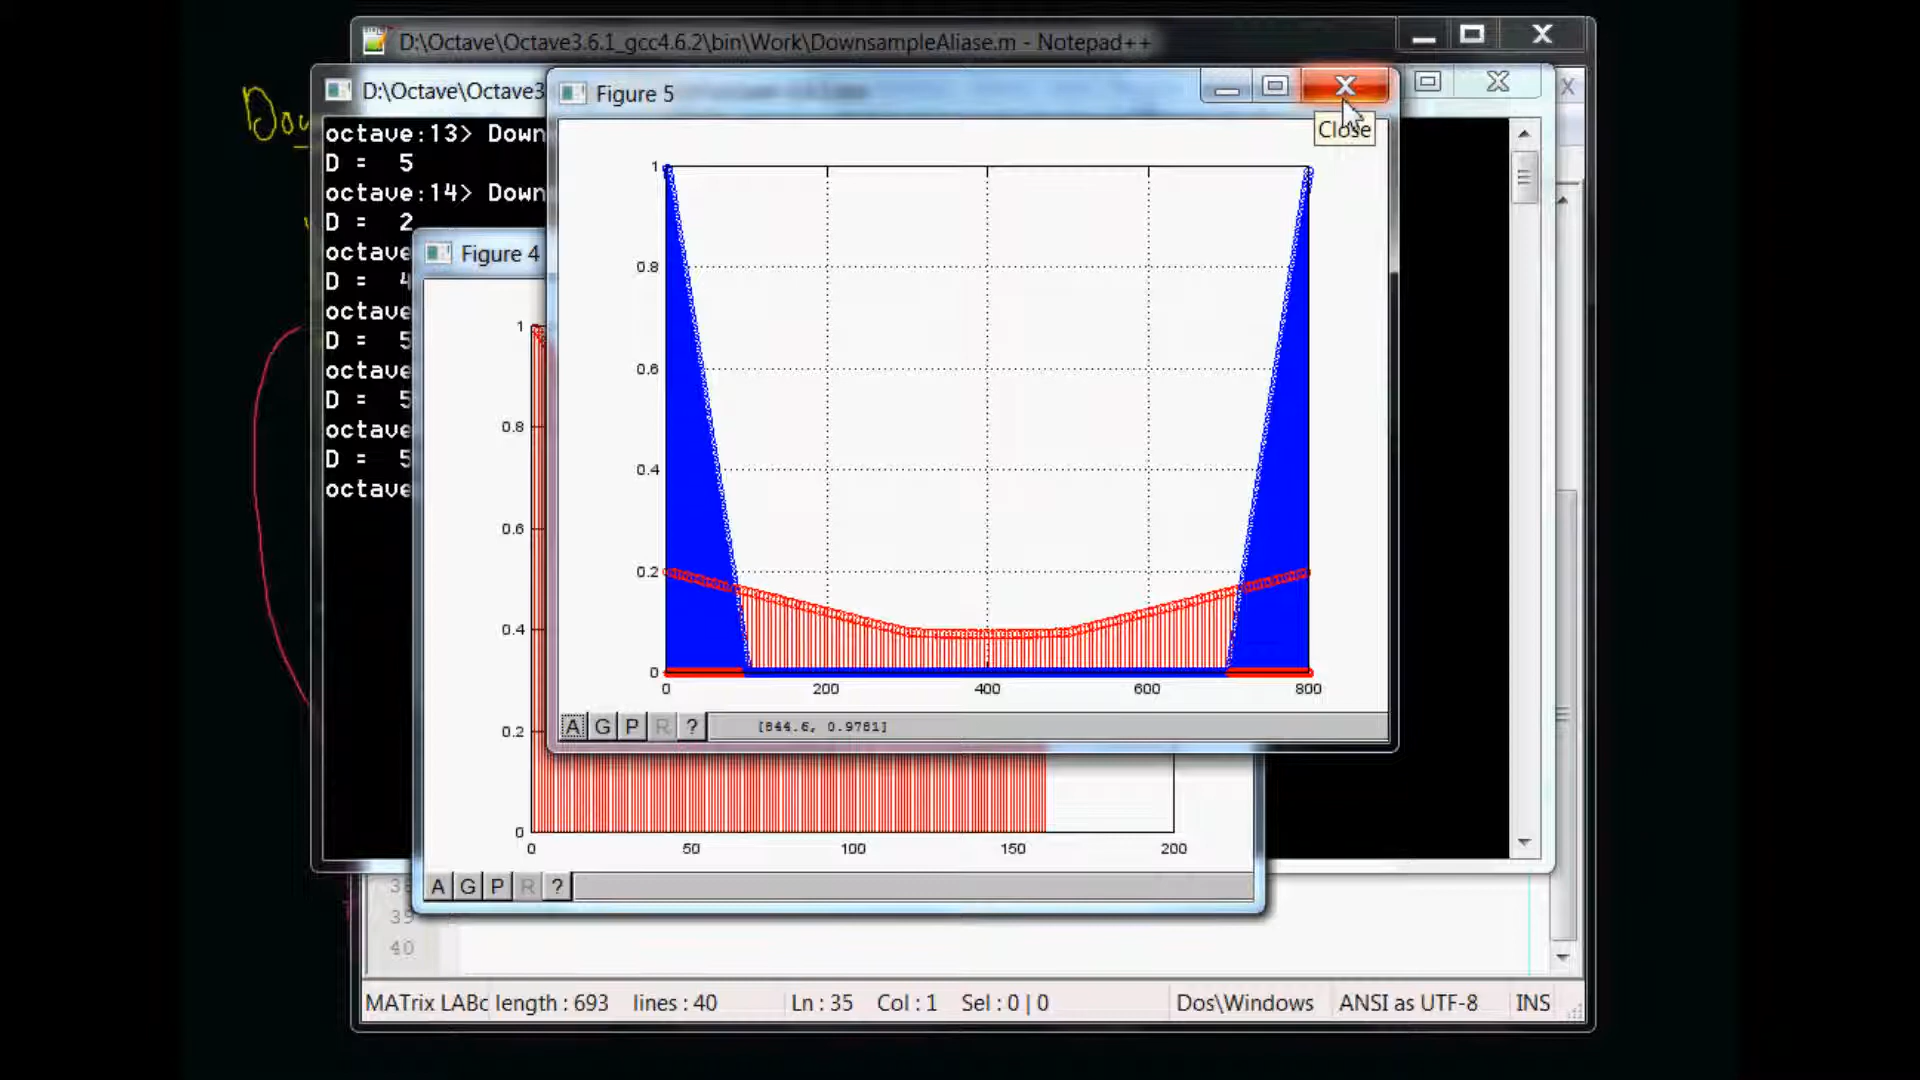 D:\Octave\Octave3.6.1_gcc4.6.2\bin\Work\DownsampleAliase.m - Notepad++
D:\Octave\Octave3
Figure 5
Close
Dou
octave:13> Down
D = 5
octave:14> Down
D = 2
octave
D = 4
octave
D = 5
octave
D = 5
octave
D = 5
octave
Figure 4
1
0.8
0.6
0.4
0.2
0
0 200 400 600 800
A G P R ? [844.6, 0.9781]
1
0.8
0.6
0.4
0.2
0
0 50 100 150 200
A G P R ?
39
40
MATrix LABc length : 693 lines : 40 Ln : 35 Col : 1 Sel : 0 | 0 Dos\Windows ANSI as UTF-8 INS